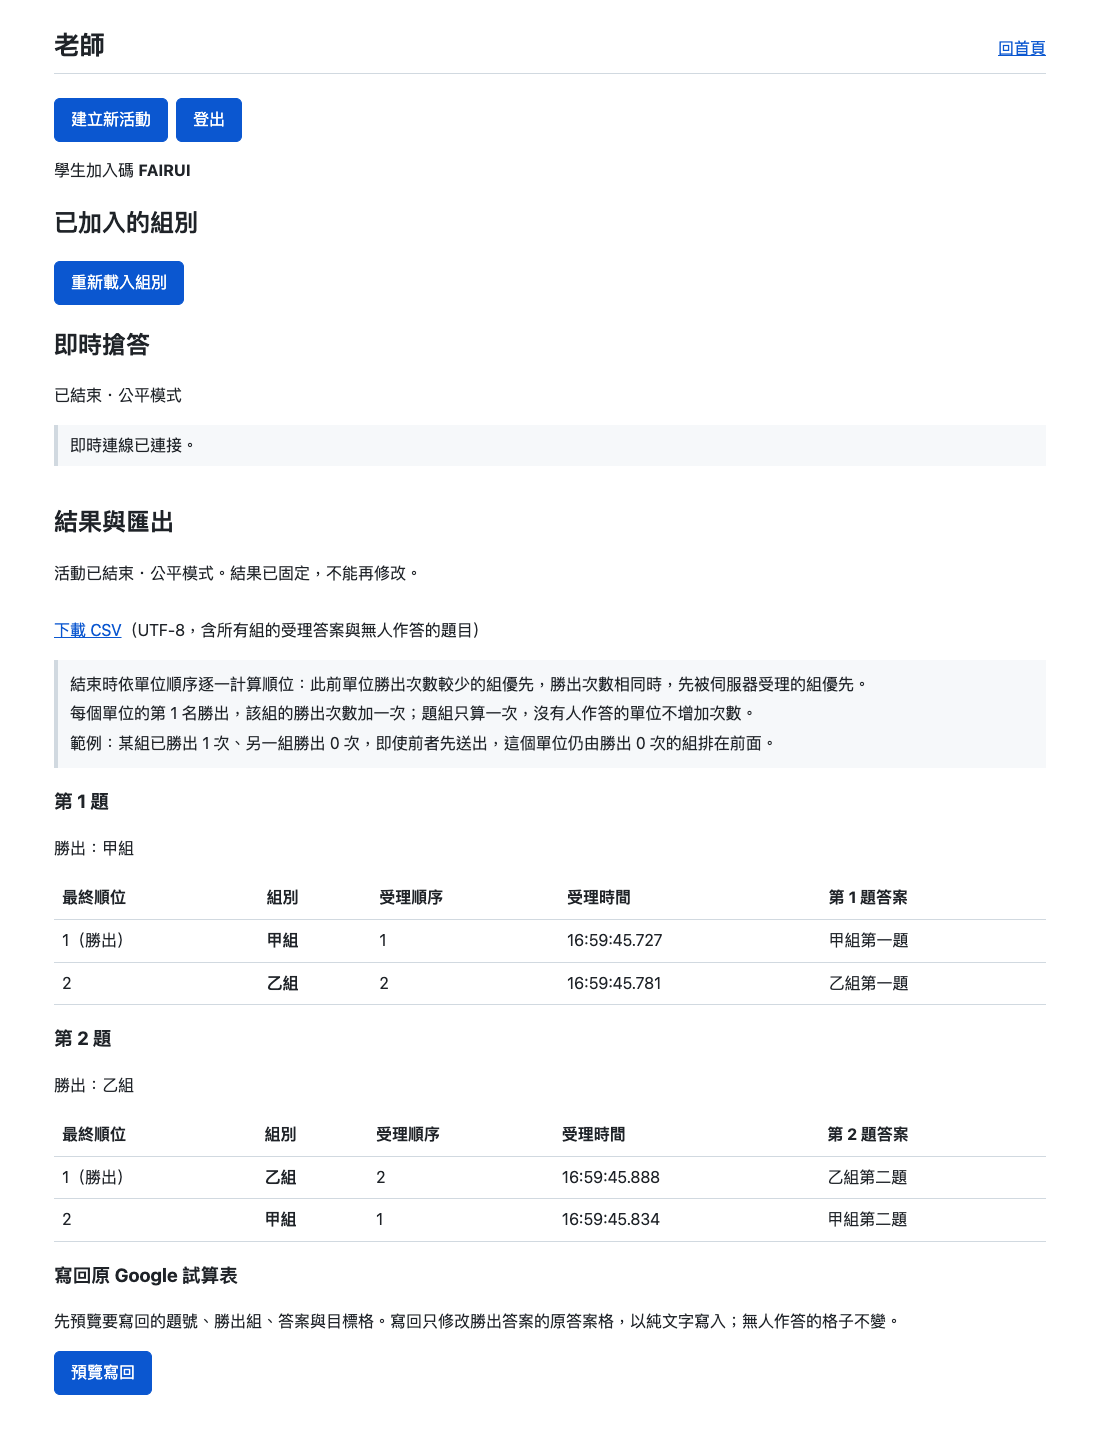 老師
回首頁
建立新活動
登出
學生加入碼 FAIRUI
已加入的組別
重新載入組別
即時搶答
已結束・公平模式
即時連線已連接。
結果與匯出
活動已結束・公平模式。結果已固定，不能再修改。
下載 CSV（UTF-8，含所有組的受理答案與無人作答的題目）
結束時依單位順序逐一計算順位：此前單位勝出次數較少的組優先，勝出次數相同時，先被伺服器受理的組優先。
每個單位的第 1 名勝出，該組的勝出次數加一次；題組只算一次，沒有人作答的單位不增加次數。
範例：某組已勝出 1 次、另一組勝出 0 次，即使前者先送出，這個單位仍由勝出 0 次的組排在前面。
第 1 題
勝出：甲組
最終順位 組別 受理順序 受理時間 第 1 題答案
1（勝出） 甲組 1 16:59:45.727 甲組第一題
2 乙組 2 16:59:45.781 乙組第一題
第 2 題
勝出：乙組
最終順位 組別 受理順序 受理時間 第 2 題答案
1（勝出） 乙組 2 16:59:45.888 乙組第二題
2 甲組 1 16:59:45.834 甲組第二題
寫回原 Google 試算表
先預覽要寫回的題號、勝出組、答案與目標格。寫回只修改勝出答案的原答案格，以純文字寫入；無人作答的格子不變。
預覽寫回